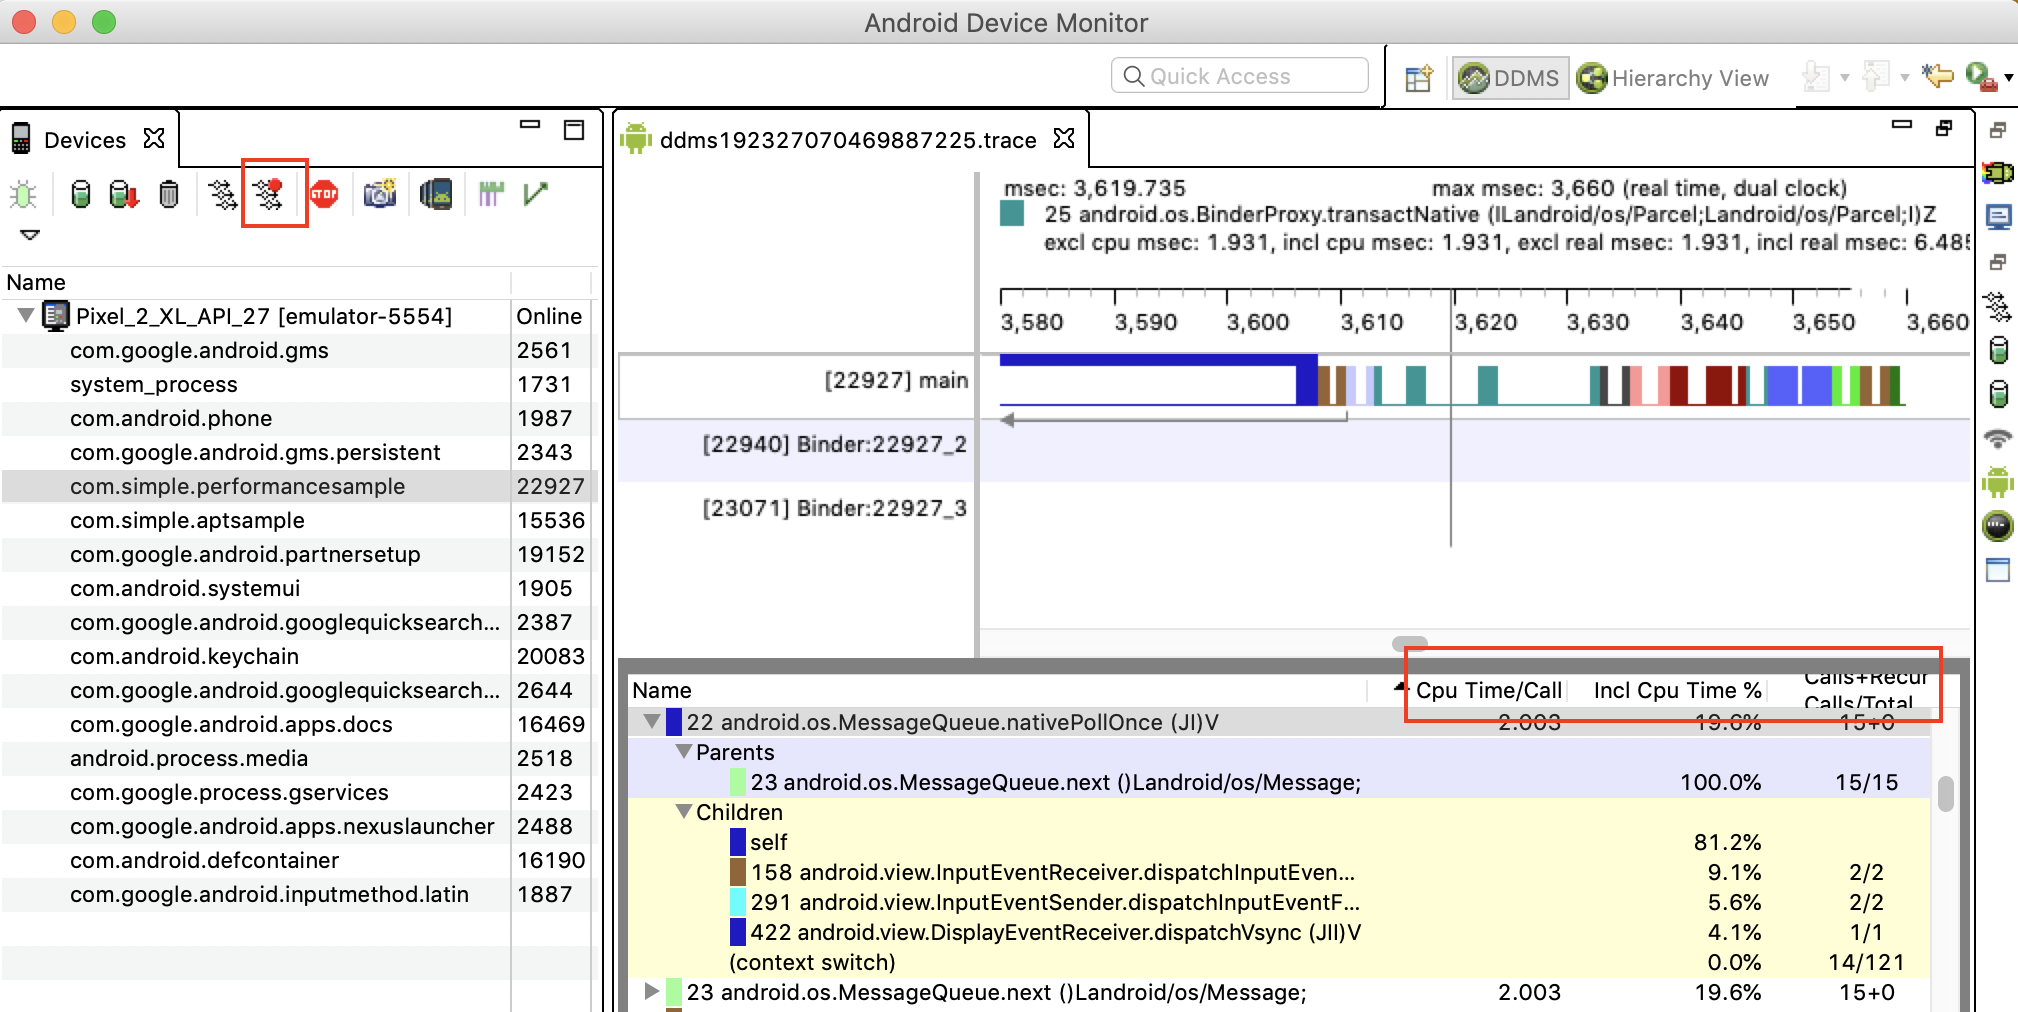 Android Device Monitor
Quick Access
DDMS
Hierarchy View
Devices
ddms192327070469887225.trace
STOP
msec: 3,619.735
max msec: 3,660 (real time, dual clock)
25 android.os.BinderProxy.transactNative (ILandroid/os/Parcel;Landroid/os/Parcel;I)Z
excl cpu msec: 1.931, incl cpu msec: 1.931, excl real msec: 1.931, incl real msec: 6.485
3,580 3,590 3,600 3,610 3,620 3,630 3,640 3,650 3,660
[22927] main
[22940] Binder:22927_2
[23071] Binder:22927_3
Name
Pixel_2_XL_API_27 [emulator-5554] Online
com.google.android.gms 2561
system_process 1731
com.android.phone 1987
com.google.android.gms.persistent 2343
com.simple.performancesample 22927
com.simple.aptsample 15536
com.google.android.partnersetup 19152
com.android.systemui 1905
com.google.android.googlequicksearch... 2387
com.android.keychain 20083
com.google.android.googlequicksearch... 2644
com.google.android.apps.docs 16469
android.process.media 2518
com.google.process.gservices 2423
com.google.android.apps.nexuslauncher 2488
com.android.defcontainer 16190
com.google.android.inputmethod.latin 1887
Name Cpu Time/Call Incl Cpu Time % Calls+Recur
Calls/Total
22 android.os.MessageQueue.nativePollOnce (JI)V 2.003 19.6% 15+0
Parents
23 android.os.MessageQueue.next ()Landroid/os/Message; 100.0% 15/15
Children
self 81.2%
158 android.view.InputEventReceiver.dispatchInputEven... 9.1% 2/2
291 android.view.InputEventSender.dispatchInputEventF... 5.6% 2/2
422 android.view.DisplayEventReceiver.dispatchVsync (JII)V 4.1% 1/1
(context switch) 0.0% 14/121
23 android.os.MessageQueue.next ()Landroid/os/Message; 2.003 19.6% 15+0